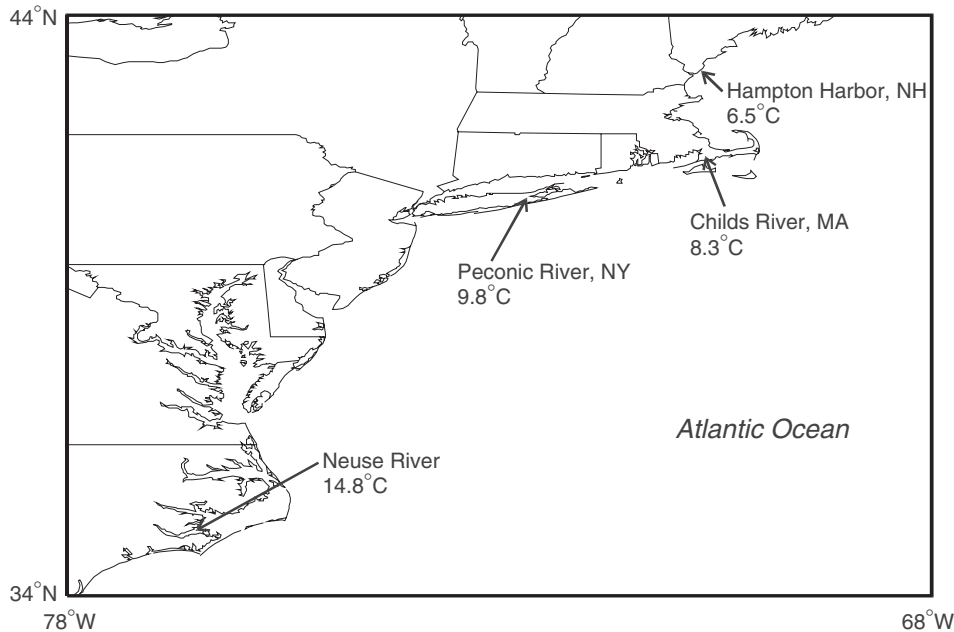 44°N
Hampton Harbor, NH
6.5°C
Childs River, MA
8.3°C
Peconic River, NY
9.8°C
Atlantic Ocean
Neuse River
14.8°C
34°N
78°W
68°W